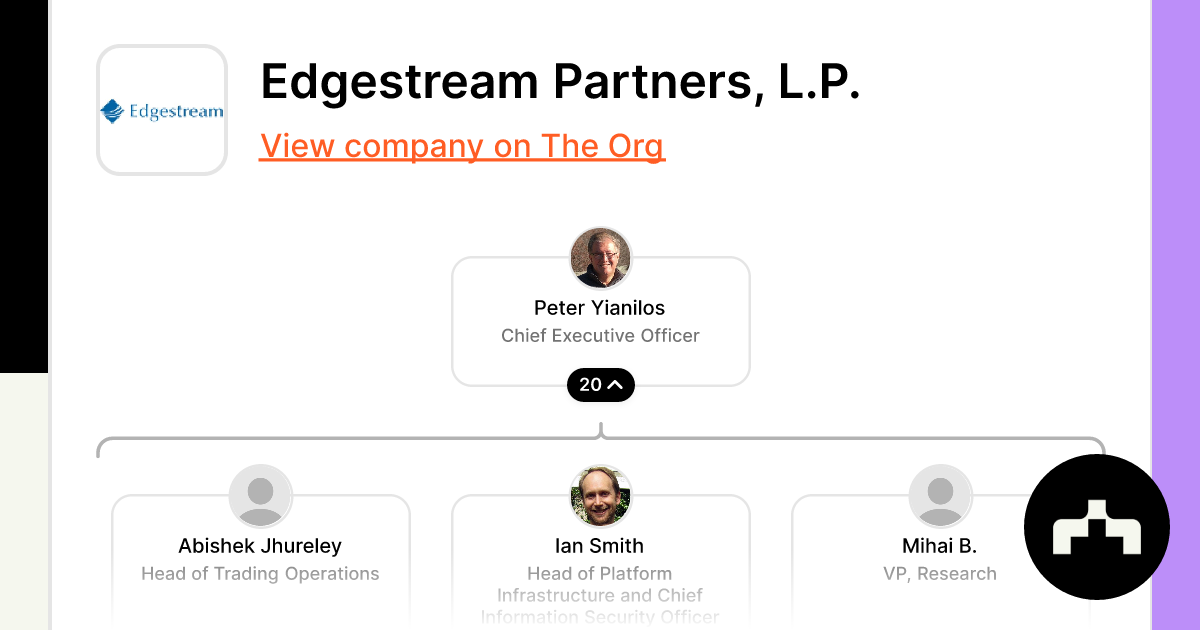 Edgestream Partners, L.P.
Edgestream
View company on The Org
Peter Yianilos
Chief Executive Officer
20
Abishek Jhureley
Head of Trading Operations
Ian Smith
Head of Platform
Infrastructure and Chief
Information Security Officer
Mihai B.
VP, Research